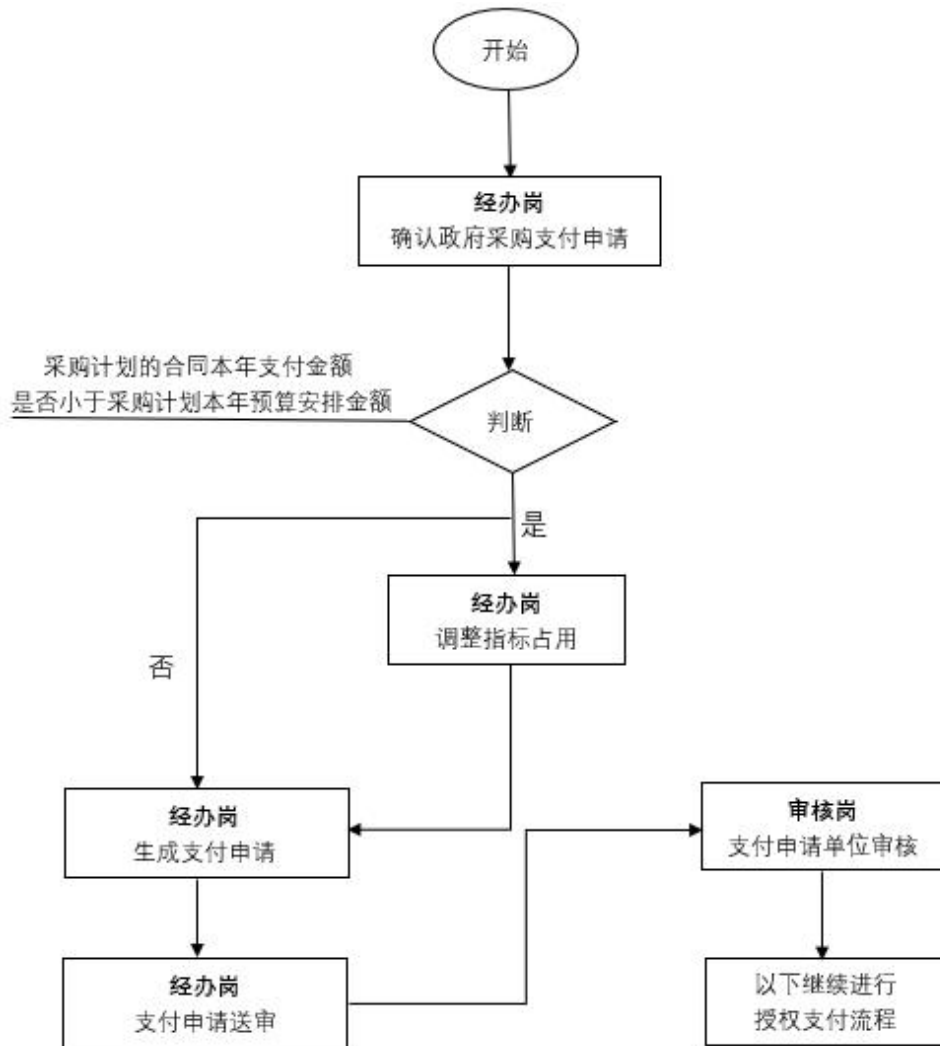 开始
经办岗
确认政府采购支付申请
采购计划的合同本年支付金额
是否小于采购计划本年预算安排金额
判断
是
经办岗
调整指标占用
否
经办岗
生成支付申请
审核岗
支付申请单位审核
经办岗
支付申请送审
以下继续进行
授权支付流程